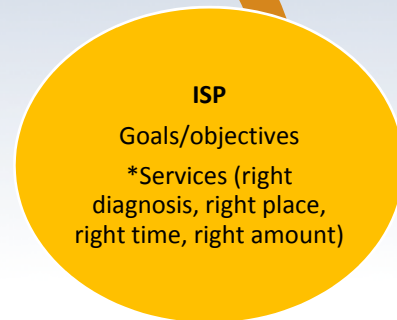 ISP
Goals/objectives
*Services (right
diagnosis, right place,
right time, right amount)